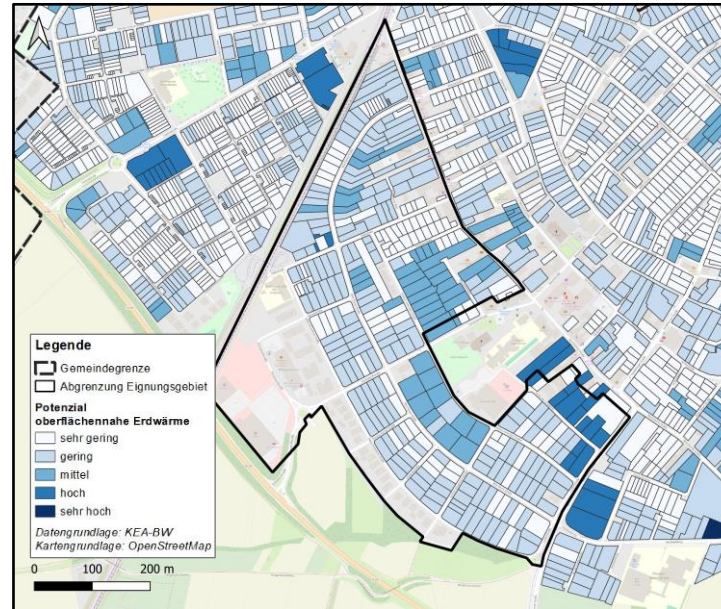 Legende
Gemeindegrenze
Abgrenzung Eignungsgebiet
Potenzial
oberflächennahe Erdwärme
sehr gering
gering
mittel
hoch
sehr hoch
Datengrundlage: KEA-BW
Kartengrundlage: OpenStreetMap
0 100 200 m